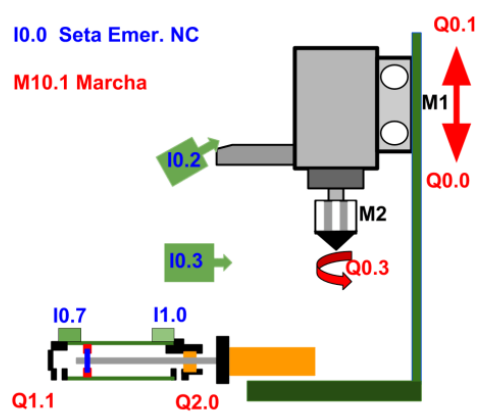 I0.0 Seta Emer. NC
Q0.1
M10.1 Marcha
M1
I0.2
Q0.0
M2
I0.3
Q0.3
I0.7
I1.0
Q1.1
Q2.0